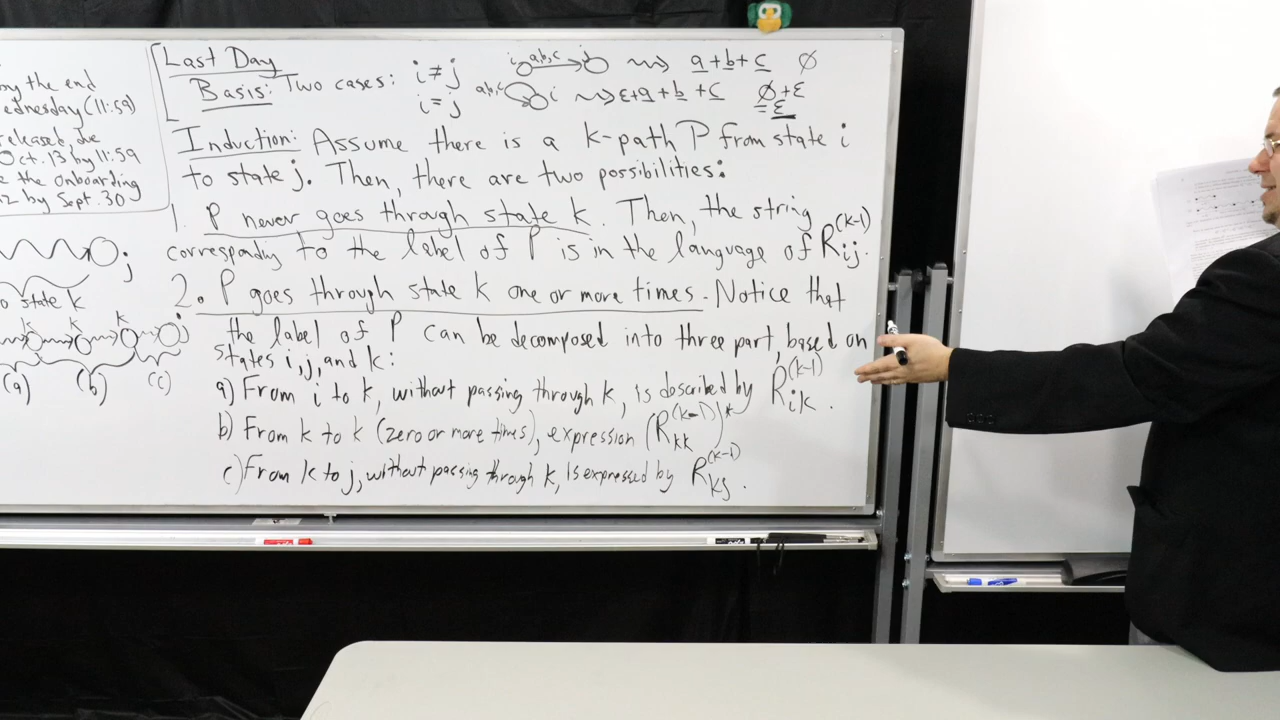 by the end
ednesday (11:59)
released, due
Oct. 13 by 11:59
e the onboarding
z by Sept. 30
j
o state k
k k k j
(a) (b) (c)
Last Day
Basis: Two cases: i ≠ j i a,b,c j ⇝ a+b+c ∅
i = j a,b,c i ⇝ ε+a+b+c ∅+ε
= ε
Induction: Assume there is a k-path P from state i
to state j. Then, there are two possibilities:
1. P never goes through state k. Then, the string
corresponding to the label of P is in the language of R_ij^(k-1).
2. P goes through state k one or more times. Notice that
the label of P can be decomposed into three part, based on
states i, j, and k:
a) From i to k, without passing through k, is described by R_ik^(k-1).
b) From k to k (zero or more times), expression (R_kk^(k-1))*
c) From k to j, without passing through k, is expressed by R_kj^(k-1).